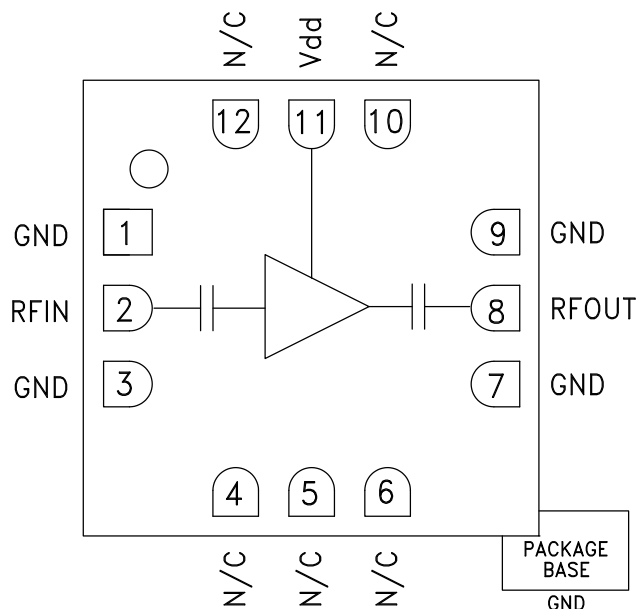 N/C Vdd N/C
12 11 10
GND 1 9 GND
RFIN 2 8 RFOUT
GND 3 7 GND
4 5 6
N/C N/C N/C
PACKAGE
BASE
GND